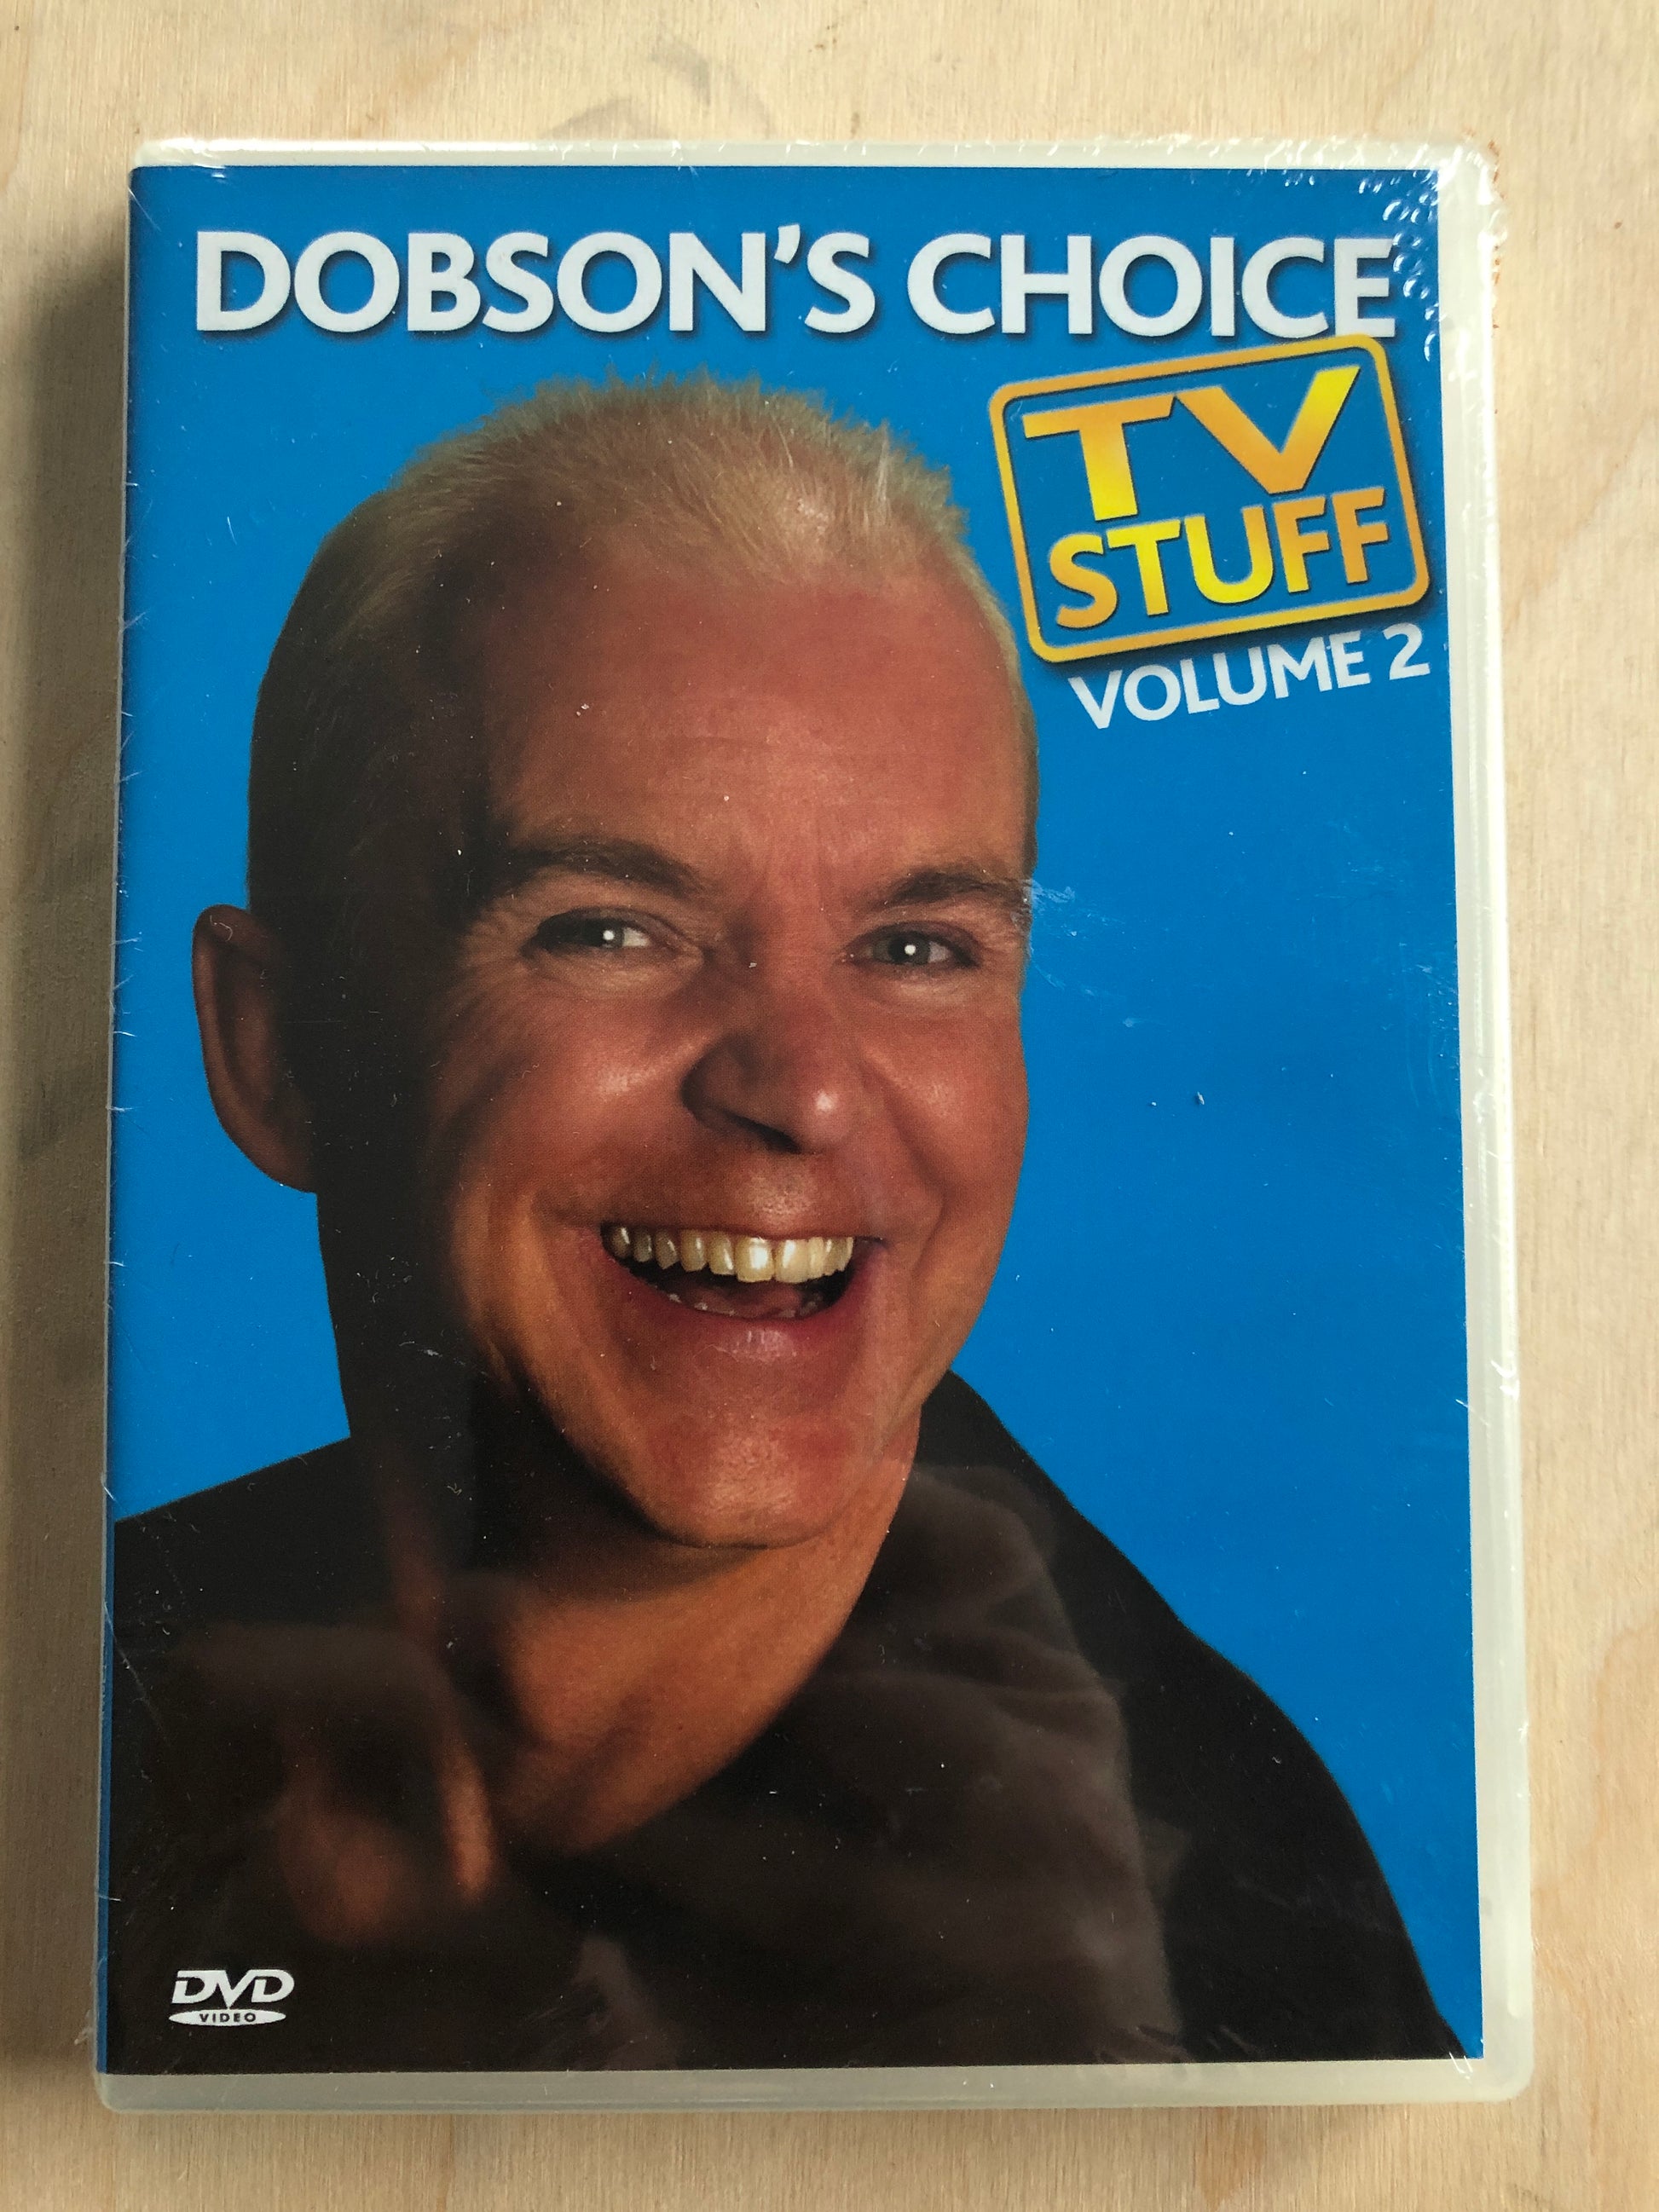 DOBSON'S CHOICE
TV
STUFF
VOLUME 2
DVD
VIDEO